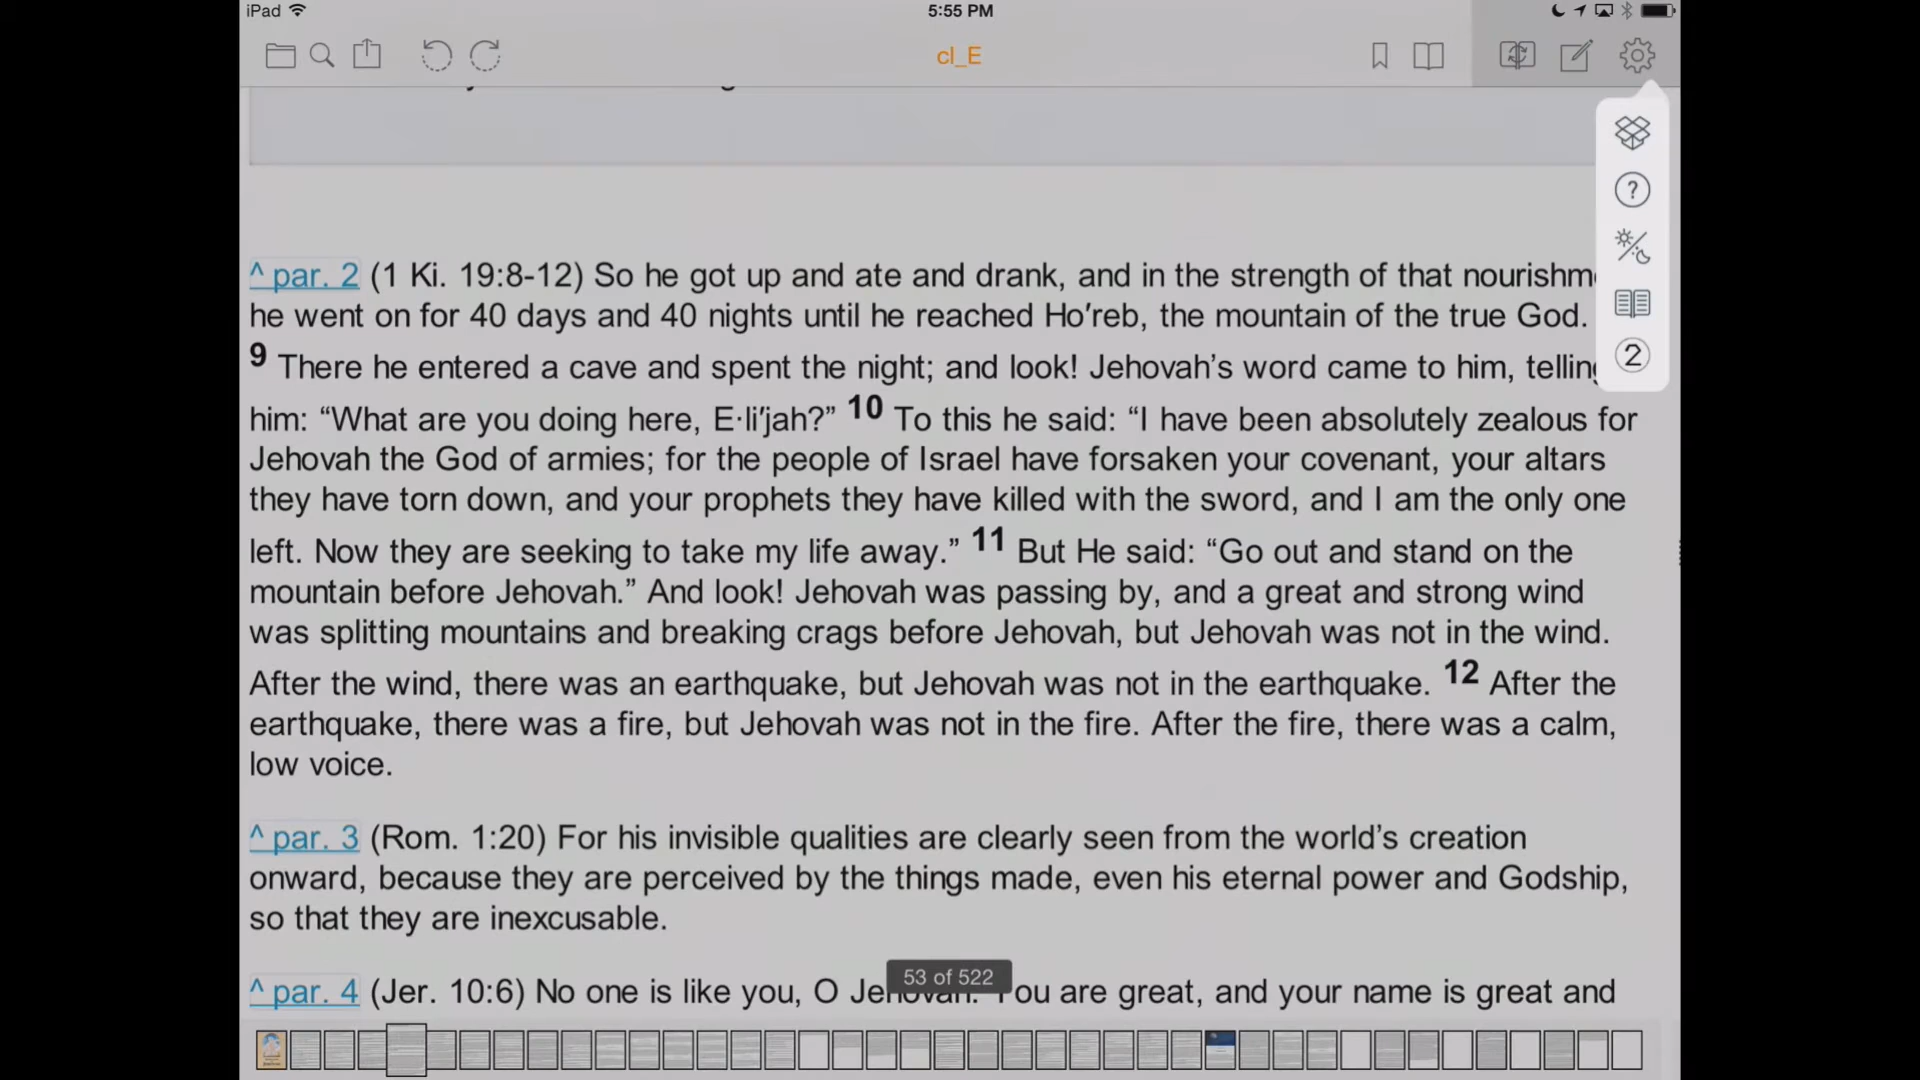 iPad 5:55 PM
cl_E
^ par. 2 (1 Ki. 19:8-12) So he got up and ate and drank, and in the strength of that
he went on for 40 days and 40 nights until he reached Ho′reb, the mountain of the true God.
9 There he entered a cave and spent the night; and look! Jehovah’s word came to him, telling
him: “What are you doing here, E·li′jah?” 10 To this he said: “I have been absolutely zealous for
Jehovah the God of armies; for the people of Israel have forsaken your covenant, your altars
they have torn down, and your prophets they have killed with the sword, and I am the only one
left. Now they are seeking to take my life away.” 11 But He said: “Go out and stand on the
mountain before Jehovah.” And look! Jehovah was passing by, and a great and strong wind
was splitting mountains and breaking crags before Jehovah, but Jehovah was not in the wind.
After the wind, there was an earthquake, but Jehovah was not in the earthquake. 12 After the
earthquake, there was a fire, but Jehovah was not in the fire. After the fire, there was a calm,
low voice.
^ par. 3 (Rom. 1:20) For his invisible qualities are clearly seen from the world’s creation
onward, because they are perceived by the things made, even his eternal power and Godship,
so that they are inexcusable.
^ par. 4 (Jer. 10:6) No one is like you, O Jehovah. You are great, and your name is great and
53 of 522
?
2